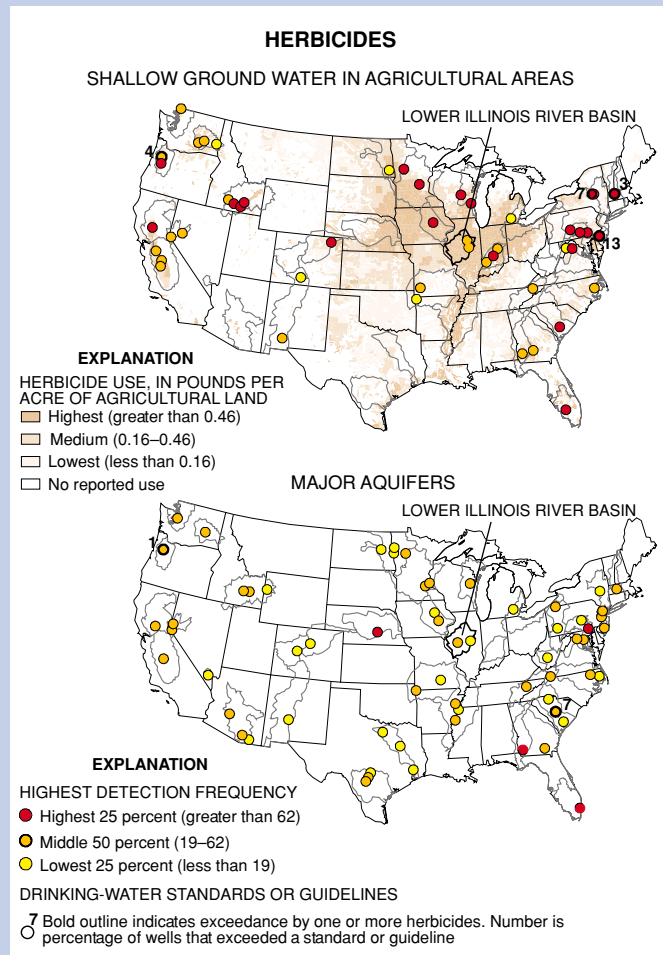 HERBICIDES
SHALLOW GROUND WATER IN AGRICULTURAL AREAS
LOWER ILLINOIS RIVER BASIN
4
7
3
13
EXPLANATION
HERBICIDE USE, IN POUNDS PER
ACRE OF AGRICULTURAL LAND
Highest (greater than 0.46)
Medium (0.16–0.46)
Lowest (less than 0.16)
No reported use
MAJOR AQUIFERS
LOWER ILLINOIS RIVER BASIN
1
7
EXPLANATION
HIGHEST DETECTION FREQUENCY
Highest 25 percent (greater than 62)
Middle 50 percent (19–62)
Lowest 25 percent (less than 19)
DRINKING-WATER STANDARDS OR GUIDELINES
7 Bold outline indicates exceedance by one or more herbicides. Number is
percentage of wells that exceeded a standard or guideline